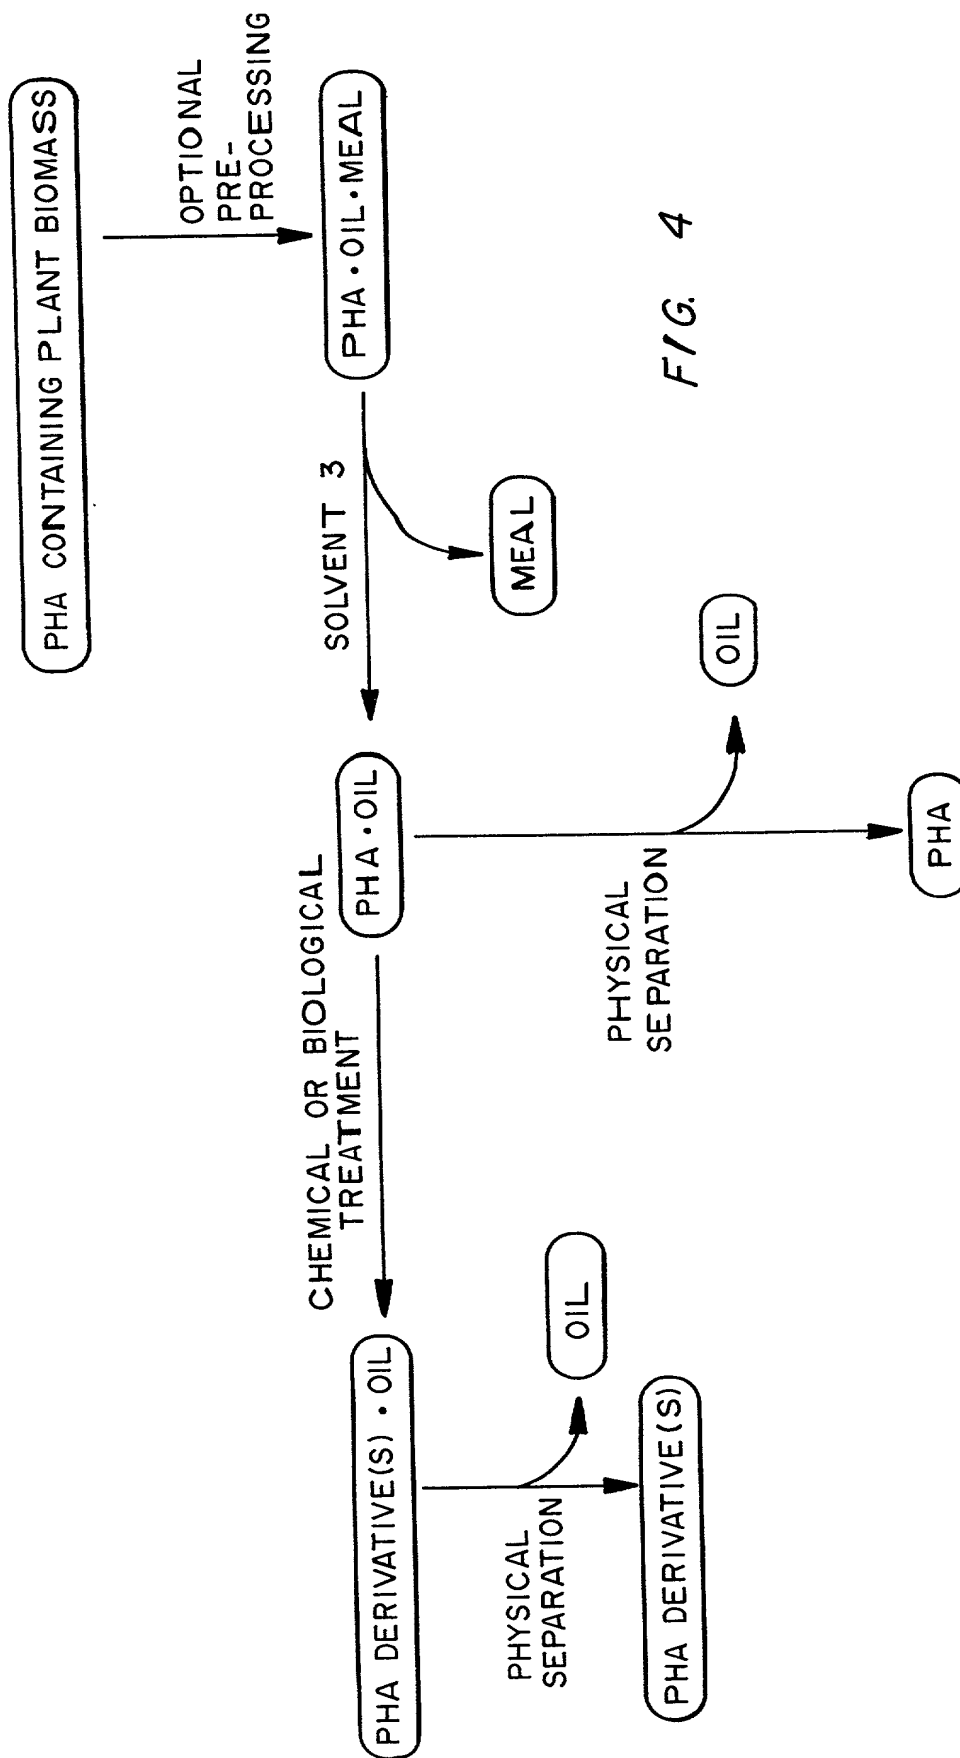 PHA CONTAINING PLANT BIOMASS
OPTIONAL
PRE-
PROCESSING
PHA·OIL·MEAL
SOLVENT 3
MEAL
PHA·OIL
CHEMICAL OR BIOLOGICAL
TREATMENT
PHA DERIVATIVE(S)·OIL
PHYSICAL
SEPARATION
OIL
PHA
PHYSICAL
SEPARATION
OIL
PHA DERIVATIVE(S)
FIG. 4